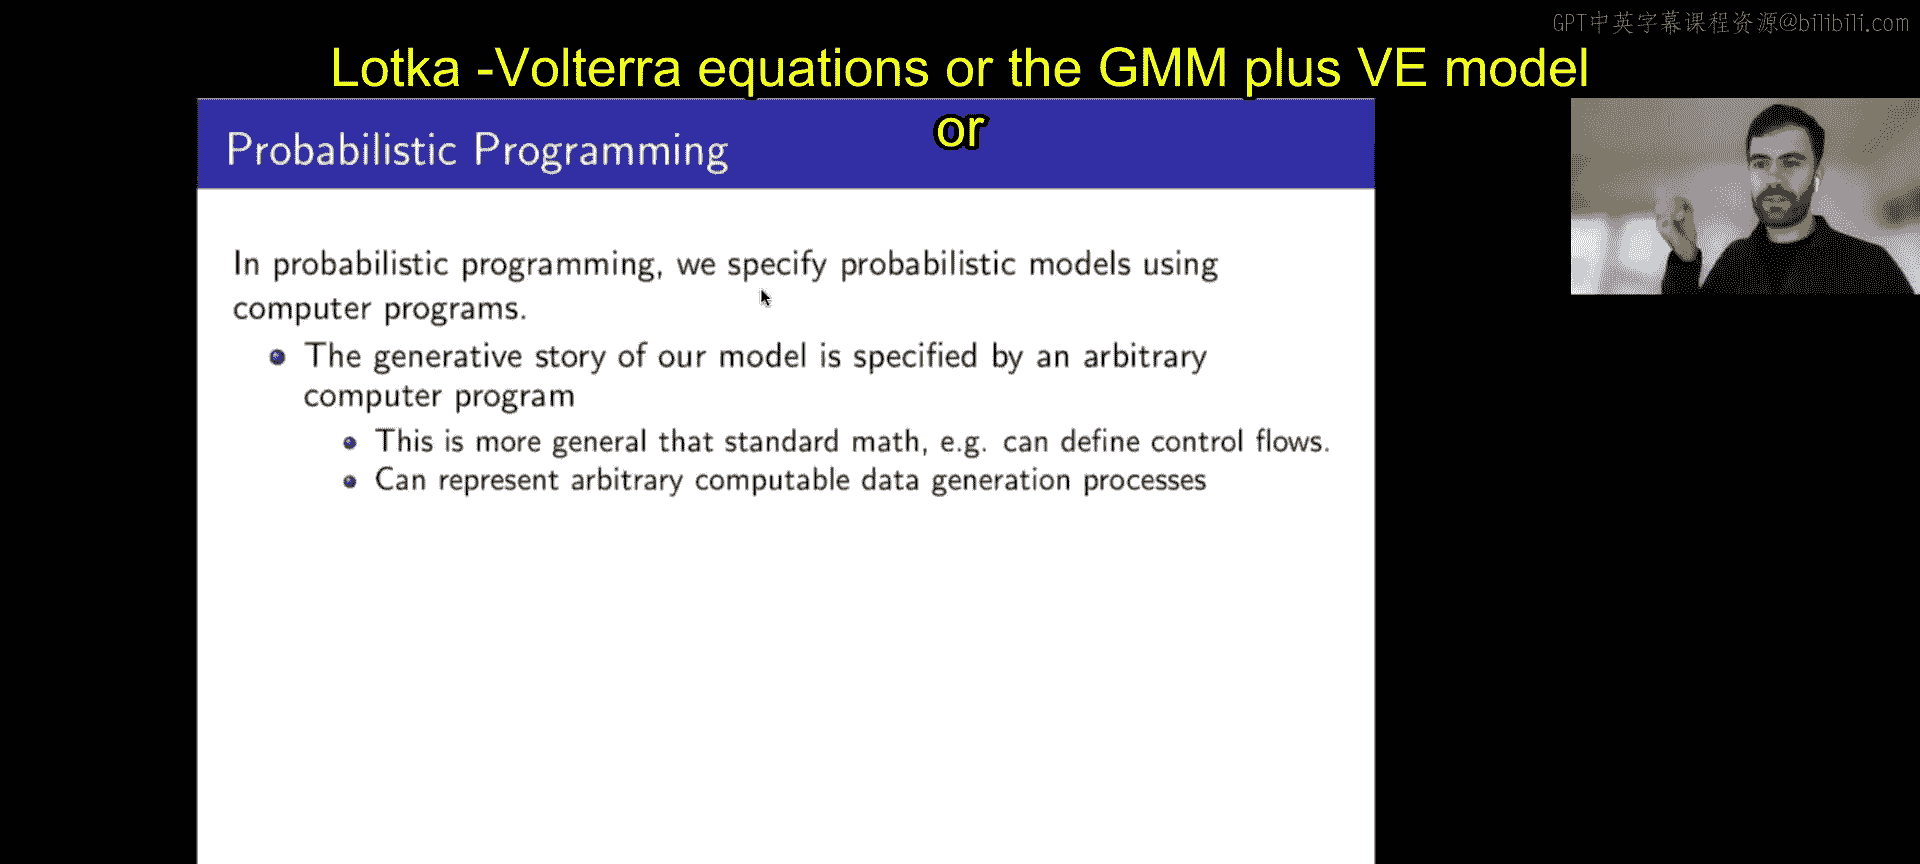 GPT中英字幕课程资源@bilibili.com
Lotka -Volterra equations or the GMM plus VE model
or
Probabilistic Programming
In probabilistic programming, we specify probabilistic models using
computer programs.
The generative story of our model is specified by an arbitrary
computer program
This is more general that standard math, e.g. can define control flows.
Can represent arbitrary computable data generation processes